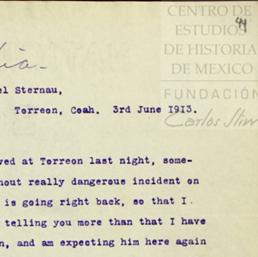 CENTRO DE
ESTUDIOS
DE HISTORIA
DE MEXICO
FUNDACIÓN
Carlos Slim
44
el Sternau,
Torreon, Coah. 3rd June 1913.
ved at Torreon last night, some-
hout really dangerous incident on
is going right back, so that I
telling you more than that I have
n, and am expecting him here again